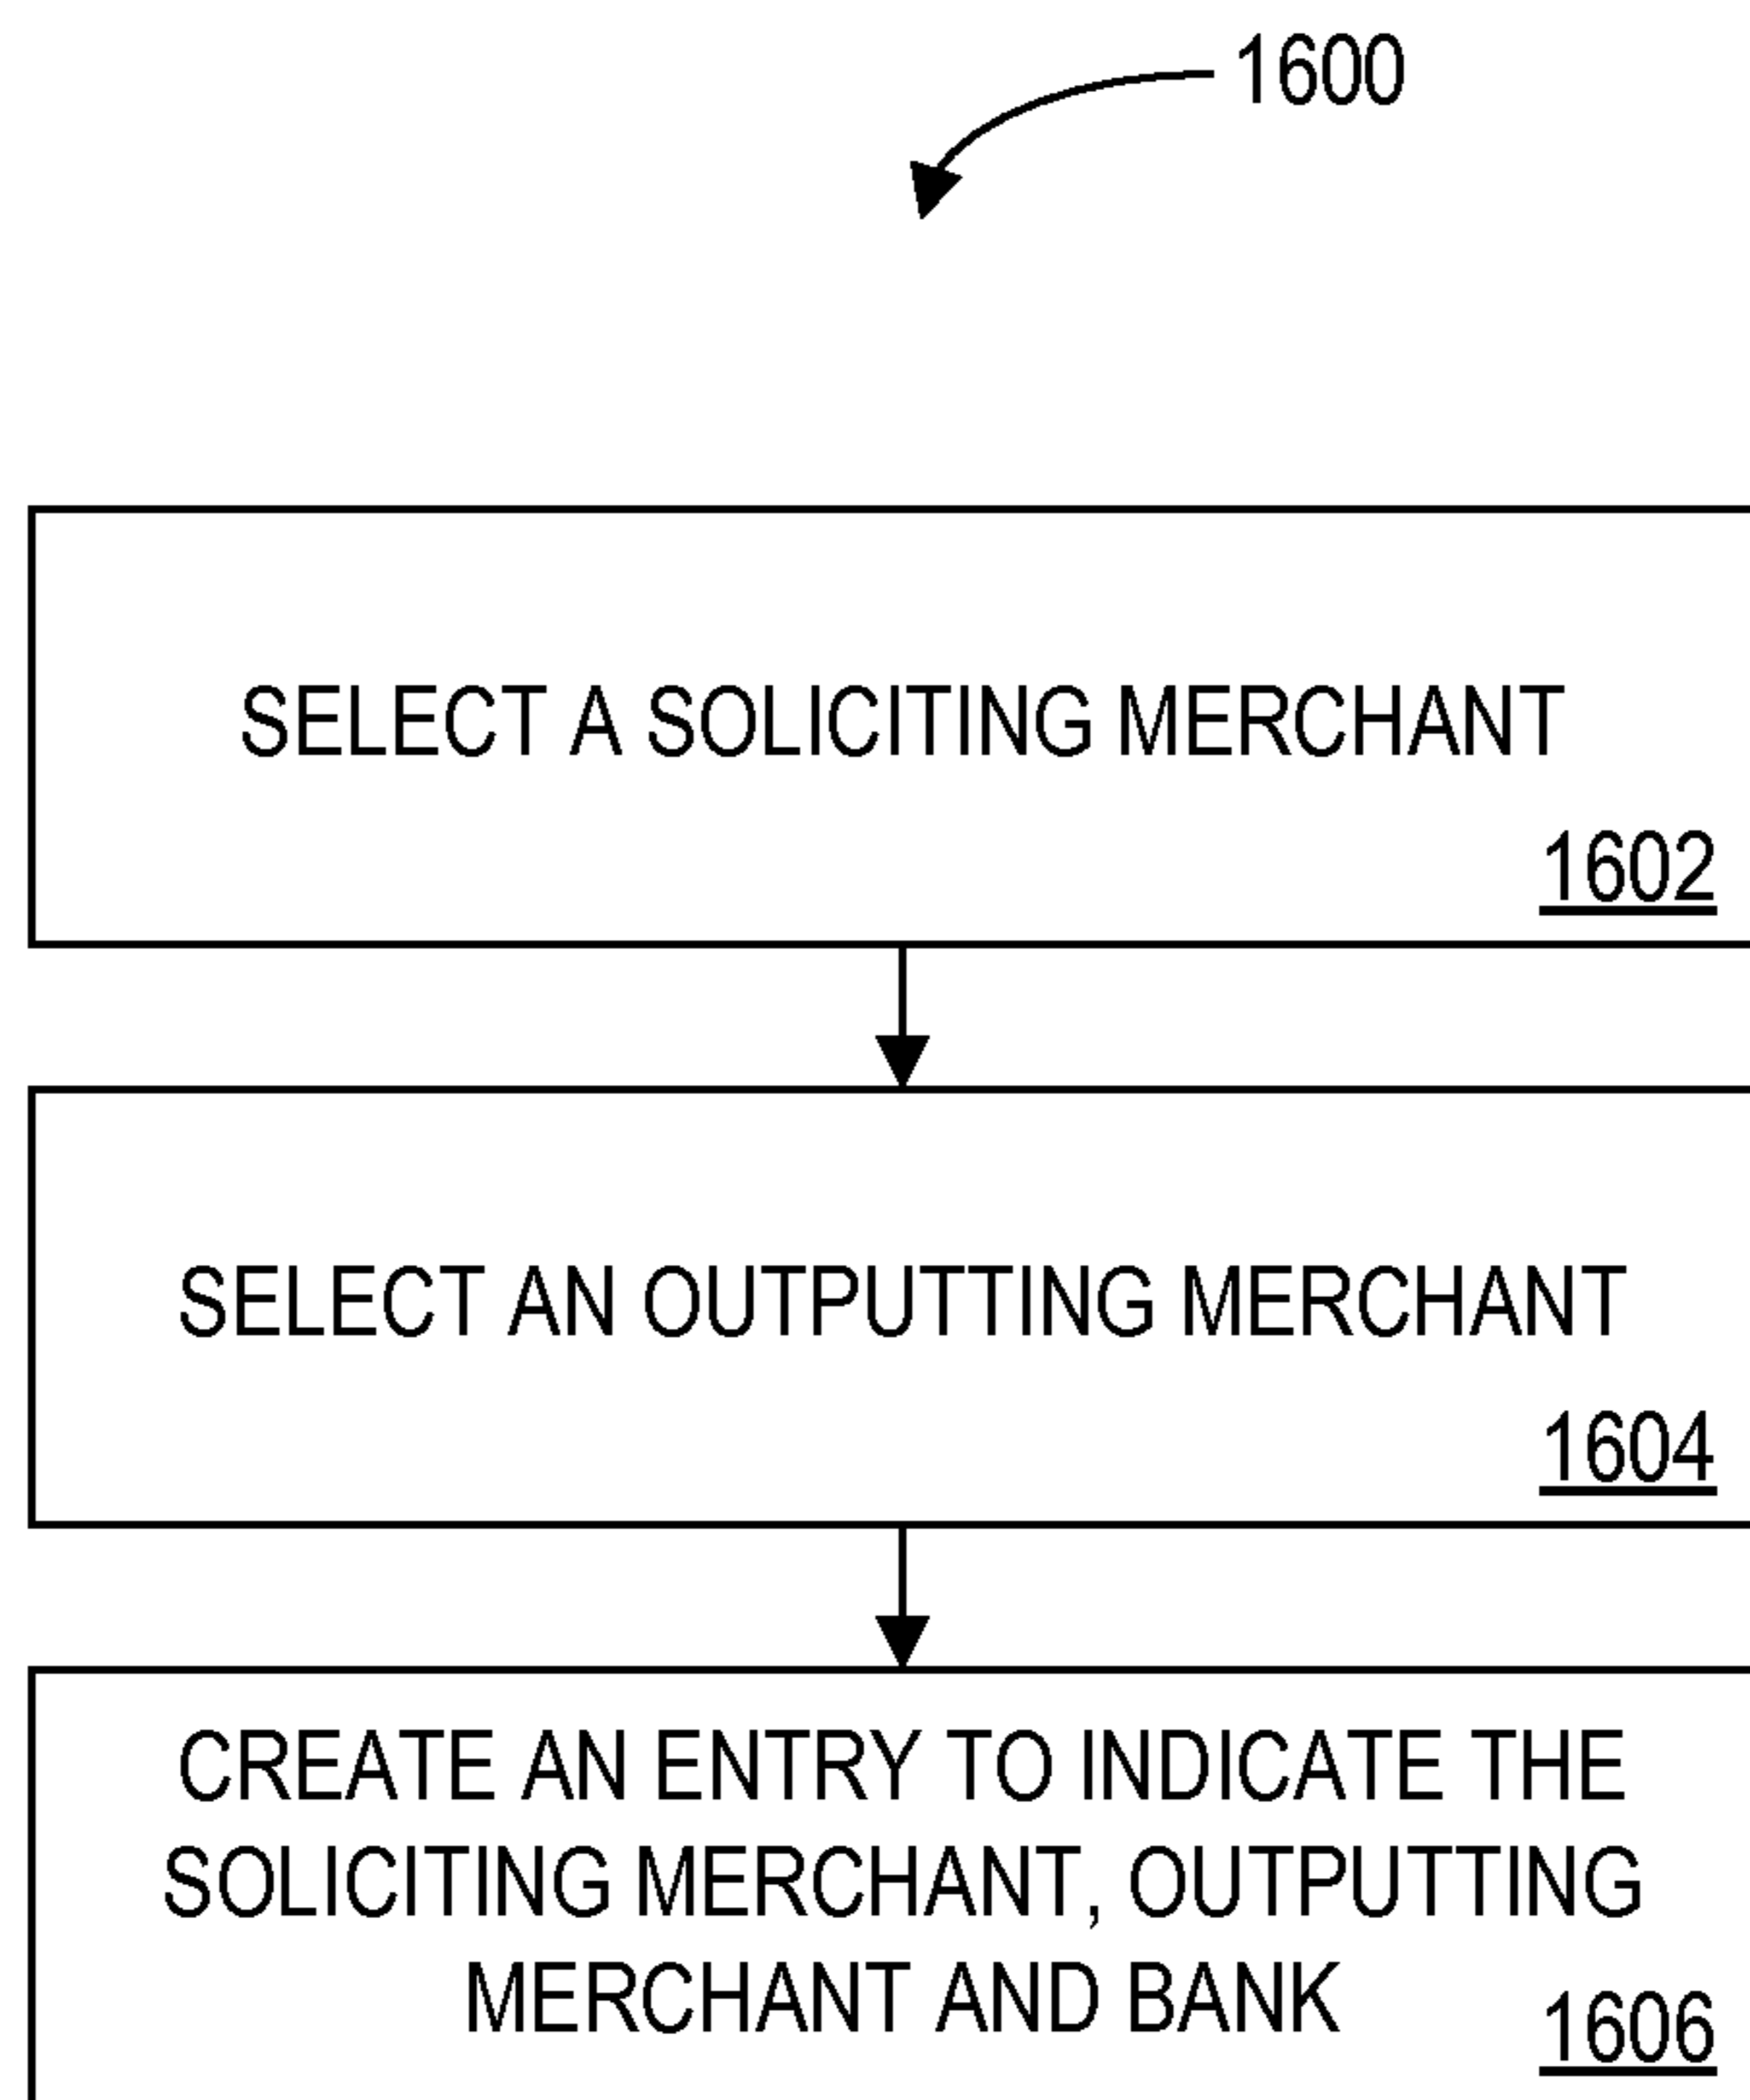 1600
SELECT A SOLICITING MERCHANT
1602
SELECT AN OUTPUTTING MERCHANT
1604
CREATE AN ENTRY TO INDICATE THE
SOLICITING MERCHANT, OUTPUTTING
MERCHANT AND BANK
1606